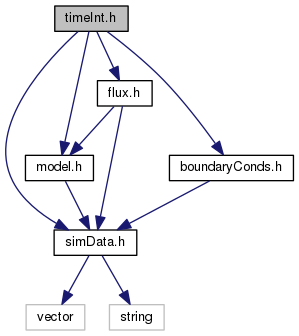 timeInt.h
flux.h
model.h
boundaryConds.h
simData.h
vector
string